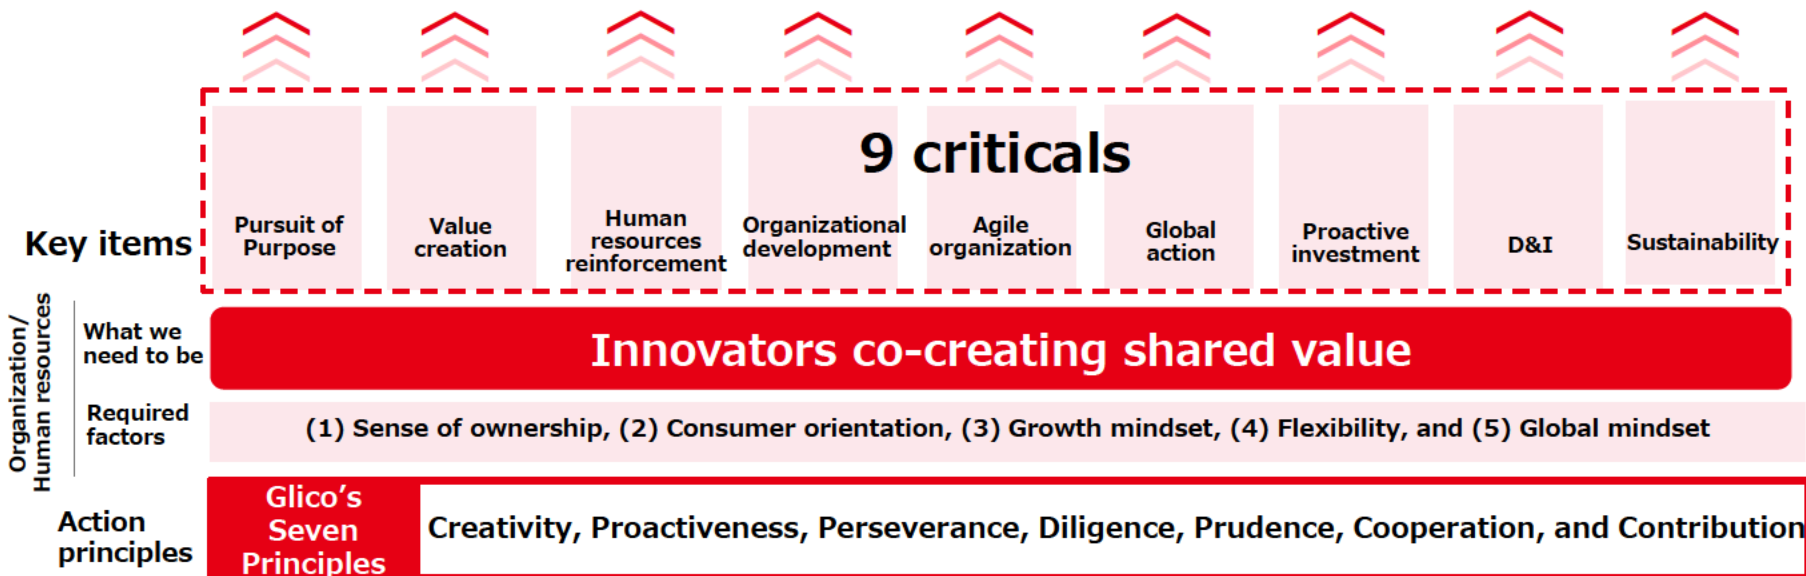 9 criticals
Key items
Pursuit of
Purpose
Value
creation
Human
resources
reinforcement
Organizational
development
Agile
organization
Global
action
Proactive
investment
D&I
Sustainability
Organization/
Human resources
What we
need to be
Innovators co-creating shared value
Required
factors
(1) Sense of ownership, (2) Consumer orientation, (3) Growth mindset, (4) Flexibility, and (5) Global mindset
Action
principles
Glico’s
Seven
Principles
Creativity, Proactiveness, Perseverance, Diligence, Prudence, Cooperation, and Contribution